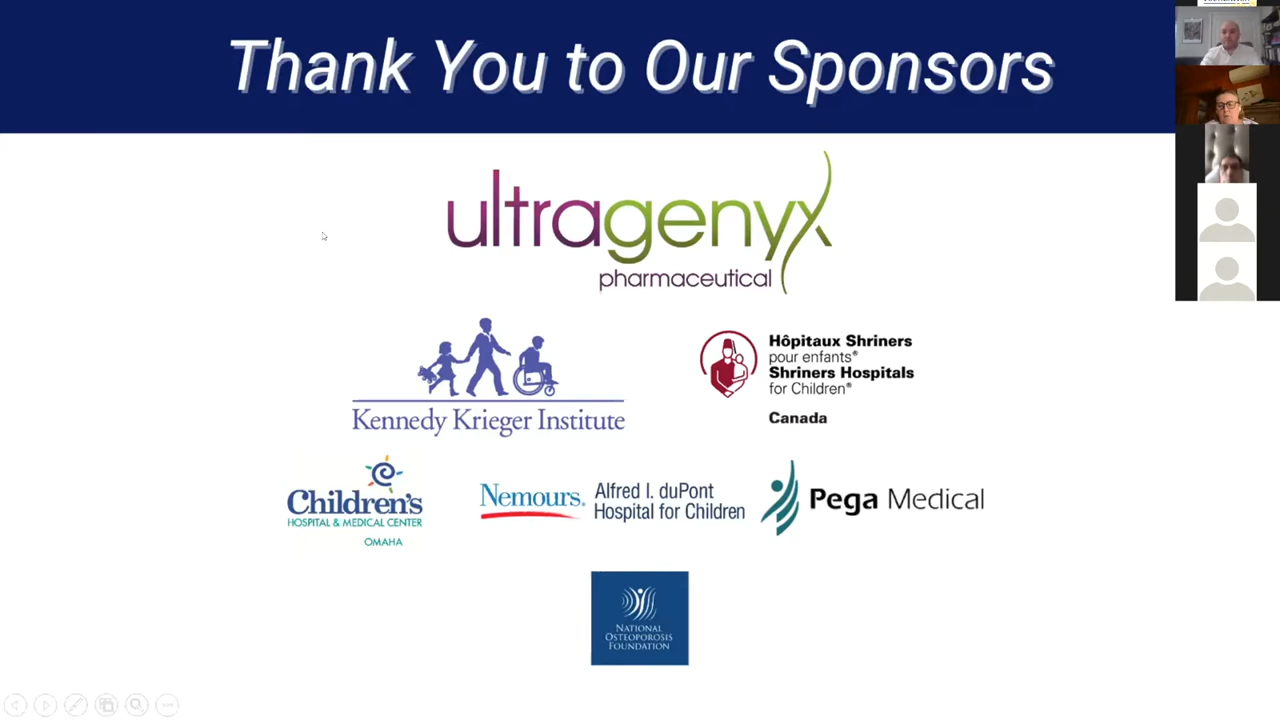 Thank You to Our Sponsors
ultragenyx
pharmaceutical
Kennedy Krieger Institute
Hôpitaux Shriners
pour enfants®
Shriners Hospitals
for Children®
Canada
Children's
HOSPITAL & MEDICAL CENTER
OMAHA
Nemours.
Alfred I. duPont
Hospital for Children
Pega Medical
NATIONAL
OSTEOPOROSIS
FOUNDATION